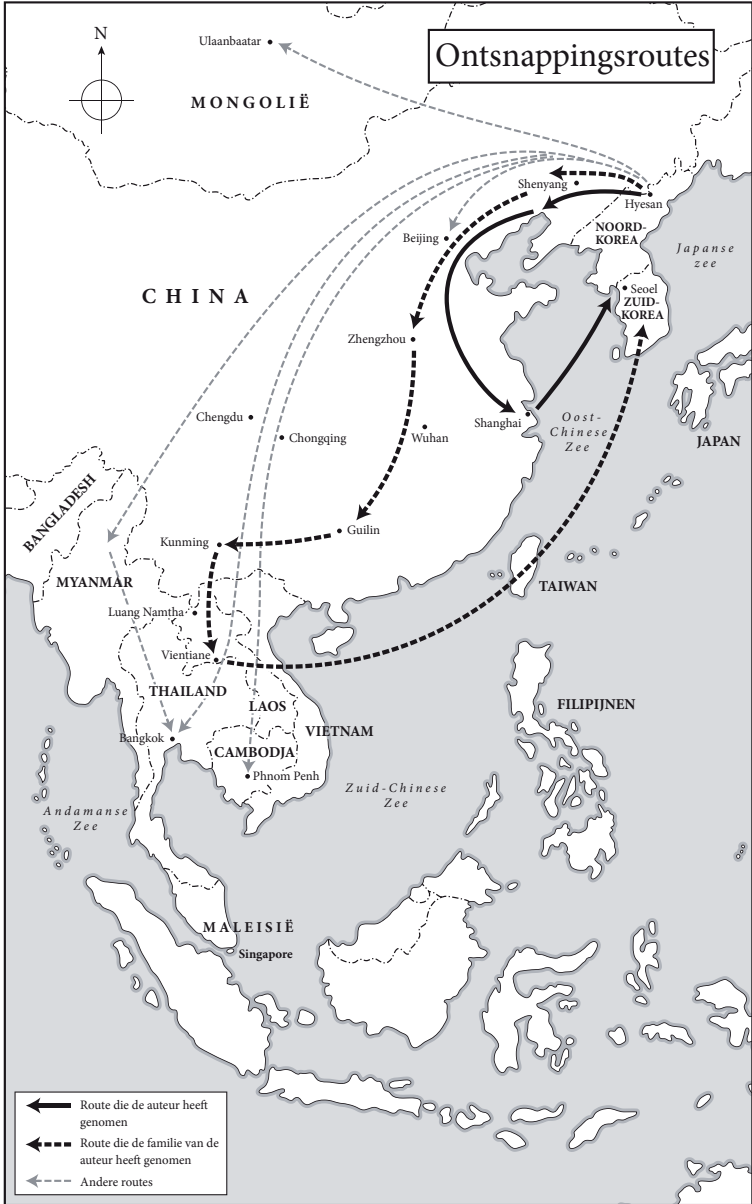 Ontsnappingsroutes
Ulaanbaatar
N
MONGOLIË
Shenyang
Hyesan
NOORD-
KOREA
Beijing
Japanse
zee
CHINA
Seoel
ZUID-
KOREA
Zhengzhou
Chengdu
Chongqing
Wuhan
Shanghai
Oost-
Chinese
Zee
JAPAN
BANGLADESH
Guilin
Kunming
MYANMAR
TAIWAN
Luang Namtha
Vientiane
THAILAND
LAOS
FILIPIJNEN
VIETNAM
Bangkok
CAMBODJA
Phnom Penh
Zuid-Chinese
Zee
Andamanse
Zee
MALEISIË
Singapore
Route die de auteur heeft
genomen
Route die de familie van de
auteur heeft genomen
Andere routes